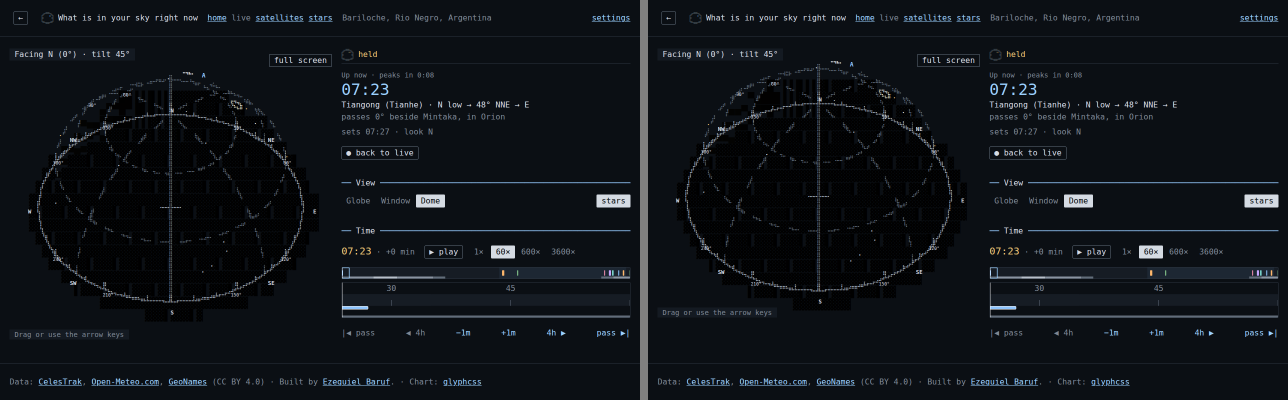 ← What is in your sky right now home live satellites stars Bariloche, Rio Negro, Argentina settings
Facing N (0°) · tilt 45°
full screen
held
Up now · peaks in 0:08
07:23
Tiangong (Tianhe) · N low → 48° NNE → E
passes 0° beside Mintaka, in Orion
sets 07:27 · look N
● back to live
View
Globe Window Dome stars
Time
07:23 · +0 min ▶ play 1× 60× 600× 3600×
30 45
|◀ pass ◀ 4h −1m +1m 4h ▶ pass ▶|
A
60°
N
NW
NE
W
E
240°
SW
SE
210°
150°
S
Drag or use the arrow keys
Data: CelesTrak, Open-Meteo.com, GeoNames (CC BY 4.0) · Built by Ezequiel Baruf. · Chart: glyphcss
← What is in your sky right now home live satellites stars Bariloche, Rio Negro, Argentina settings
Facing N (0°) · tilt 45°
full screen
held
Up now · peaks in 0:08
07:23
Tiangong (Tianhe) · N low → 48° NNE → E
passes 0° beside Mintaka, in Orion
sets 07:27 · look N
● back to live
View
Globe Window Dome stars
Time
07:23 · +0 min ▶ play 1× 60× 600× 3600×
30 45
|◀ pass ◀ 4h −1m +1m 4h ▶ pass ▶|
A
60°
N
NW
NE
W
E
240°
SW
SE
210°
150°
S
Drag or use the arrow keys
Data: CelesTrak, Open-Meteo.com, GeoNames (CC BY 4.0) · Built by Ezequiel Baruf. · Chart: glyphcss